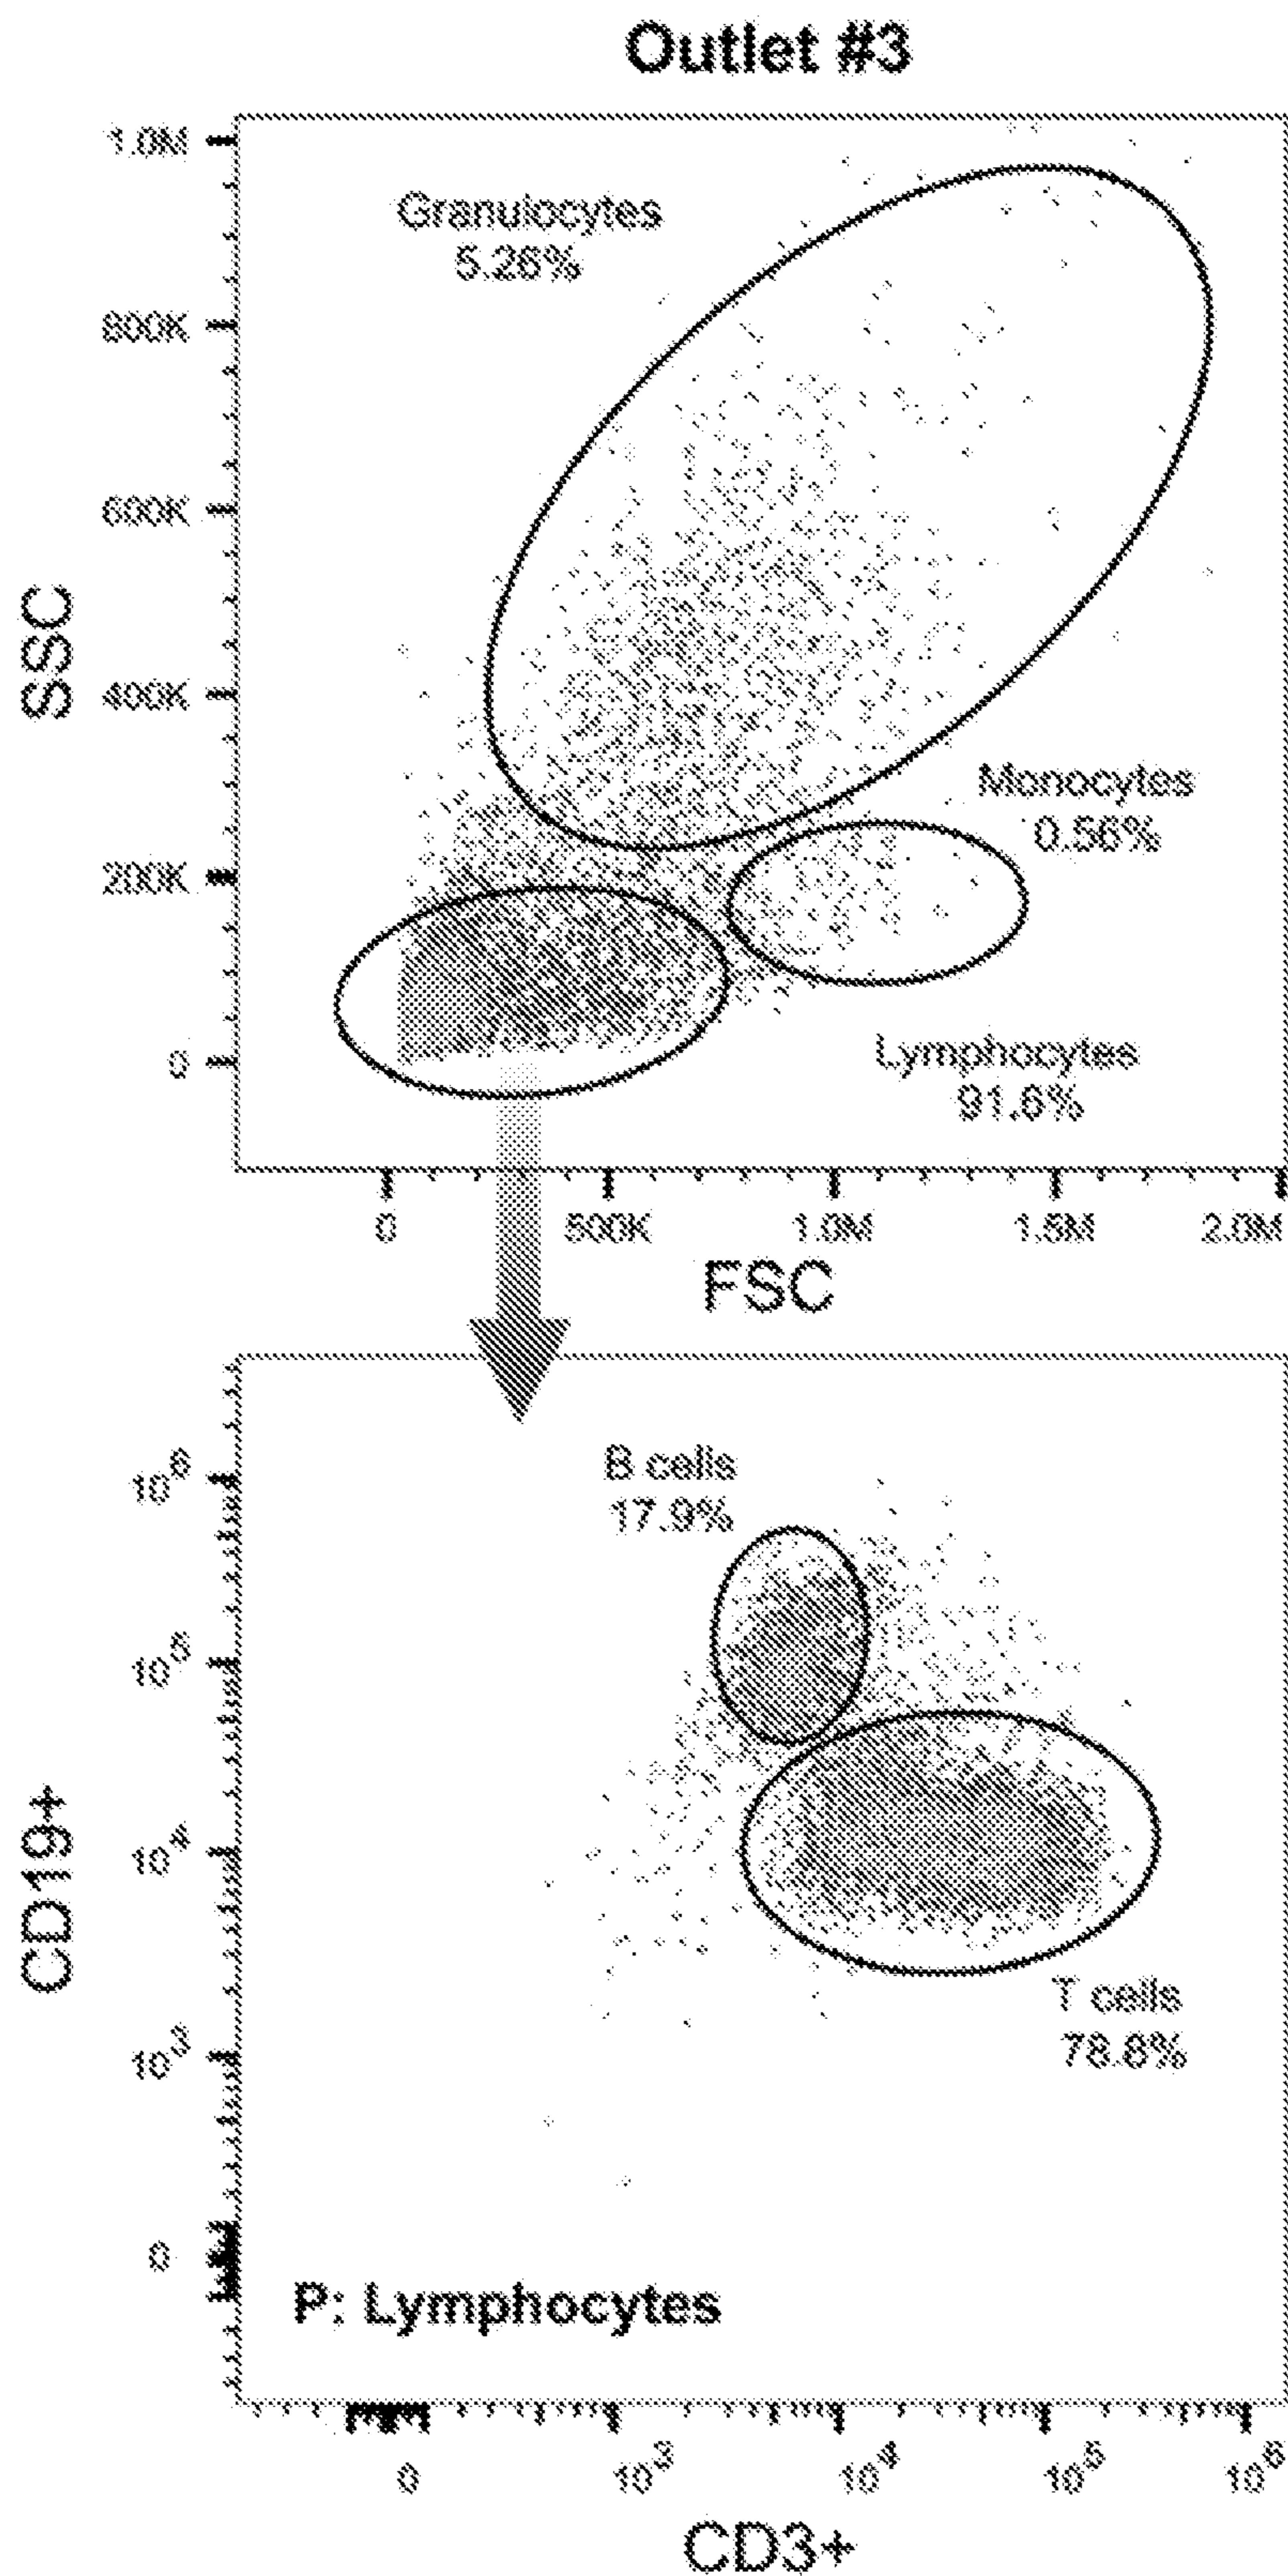 Outlet #3
1.0M
800K
600K
400K
200K
0
SSC
Granulocytes
5.26%
Monocytes
0.56%
Lymphocytes
91.6%
0 500K 1.0M 1.5M 2.0M
FSC
10^6
10^5
10^4
10^3
0
CD19+
B cells
17.9%
T cells
P: Lymphocytes
0 10^3 10^4 10^5 10^6
CD3+